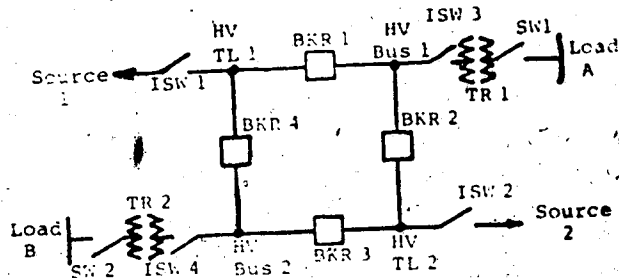 HV
TL 1
BKR 1
HV
Bus 1
ISW 3
SW1
Load
A
TR 1
Source
1
ISW 1
BKR 4
BKR 2
ISW 2
Source
2
TR 2
Load
B
SW 2
ISW 4
HV
Bus 2
BKR 3
HV
TL 2